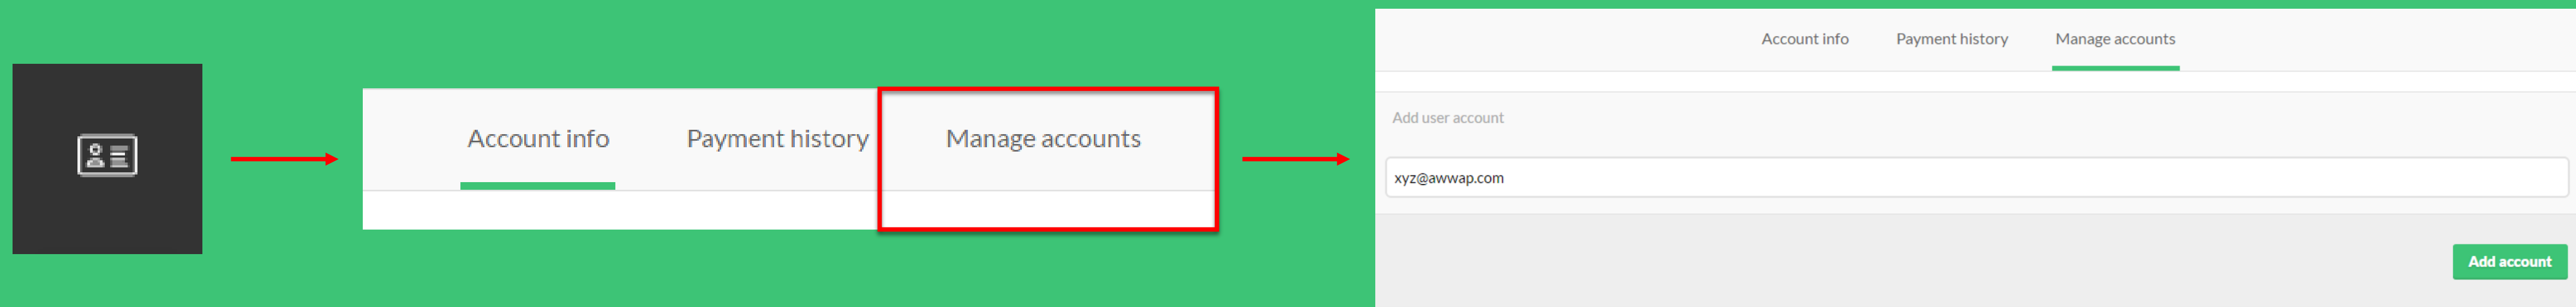 Account info
Payment history
Manage accounts
Account info
Payment history
Manage accounts
Add user account
xyz@awwap.com
Add account